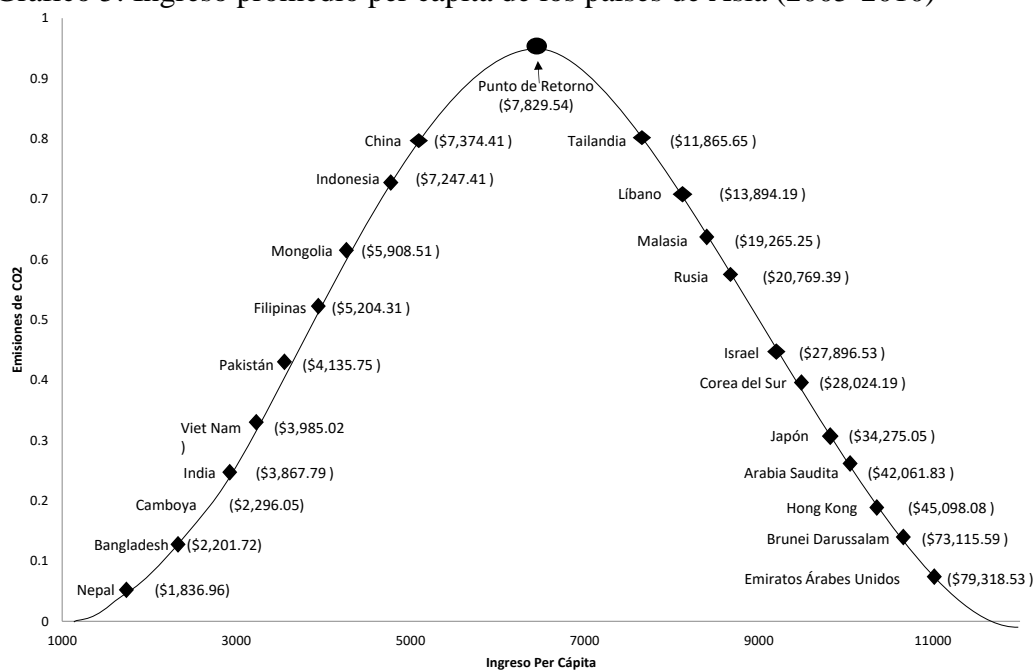 Ingreso promedio per cápita de los países de Asia
1
0.9
Punto de Retorno
($7,829.54)
0.8
China ($7,374.41 )
Tailandia ($11,865.65 )
Indonesia ($7,247.41 )
0.7
Líbano ($13,894.19 )
Malasia ($19,265.25 )
Mongolia ($5,908.51 )
0.6
Rusia ($20,769.39 )
Filipinas ($5,204.31 )
0.5
Israel ($27,896.53 )
Pakistán ($4,135.75 )
0.4
Corea del Sur ($28,024.19 )
Viet Nam ($3,985.02
)
Japón ($34,275.05 )
0.3
India ($3,867.79 )
Arabia Saudita ($42,061.83 )
0.2
Camboya ($2,296.05)
Hong Kong ($45,098.08 )
Bangladesh ($2,201.72)
Brunei Darussalam ($73,115.59 )
0.1
Nepal ($1,836.96)
Emiratos Árabes Unidos ($79,318.53 )
0
1000 3000 5000 7000 9000 11000
Ingreso Per Cápita
Emisiones de CO2